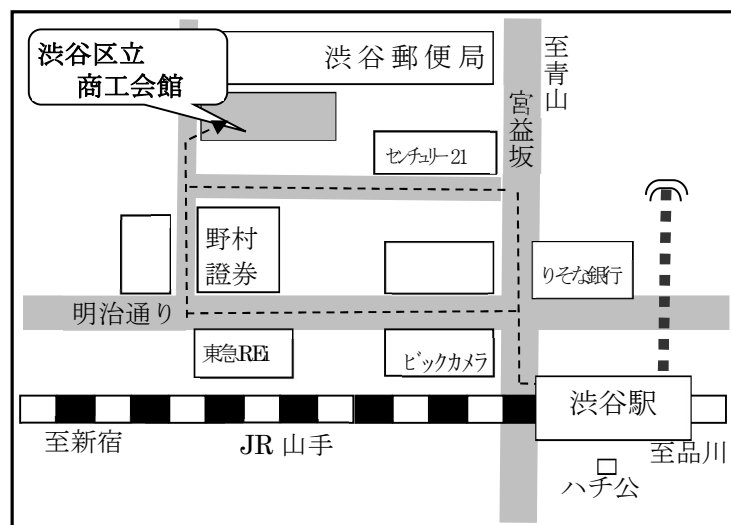 渋谷区立
商工会館
渋谷郵便局
至青山
宮益坂
センチュリー21
野村
證券
りそな銀行
明治通り
東急REi
ビックカメラ
渋谷駅
至新宿
JR 山手
至品川
ハチ公